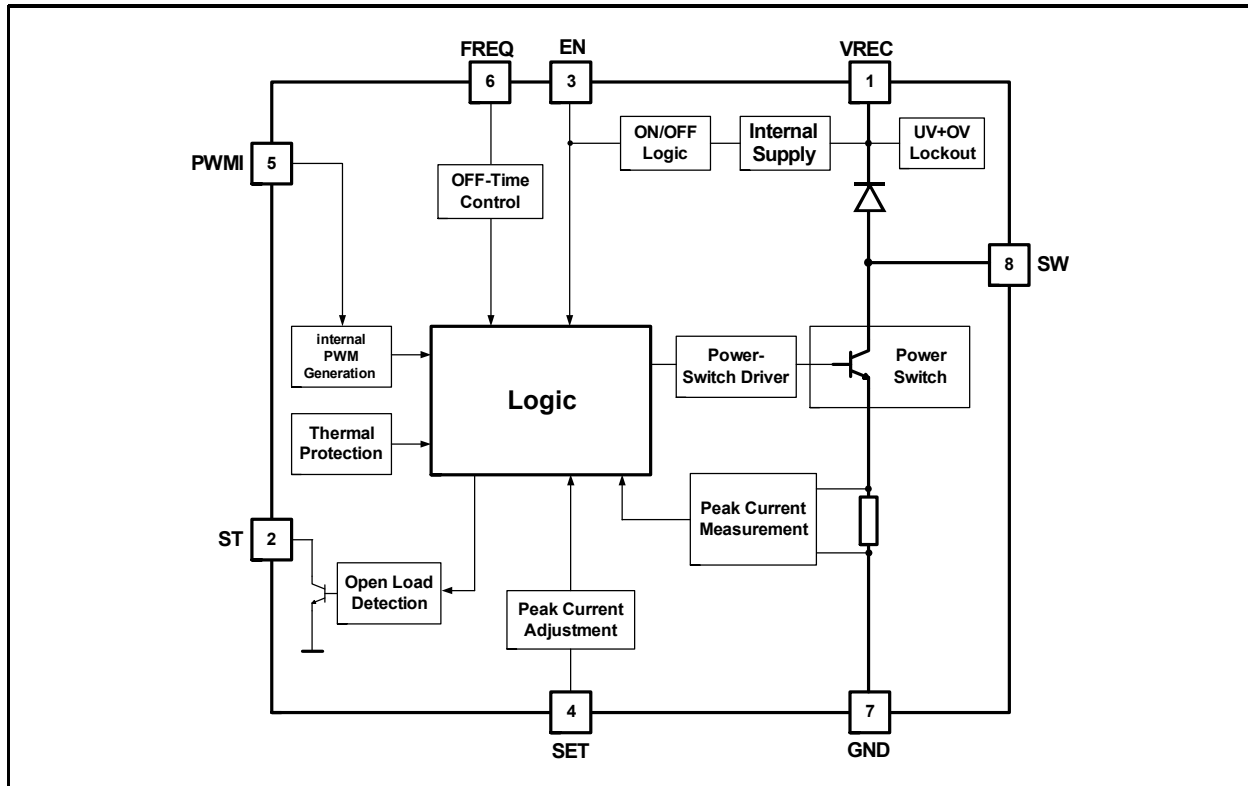 FREQ
EN
VREC
6
3
1
PWMI
5
ON/OFF
Logic
Internal
Supply
UV+OV
Lockout
OFF-Time
Control
8
SW
internal
PWM
Generation
Logic
Power-
Switch Driver
Power
Switch
Thermal
Protection
Peak Current
Measurement
ST
2
Open Load
Detection
Peak Current
Adjustment
4
7
SET
GND